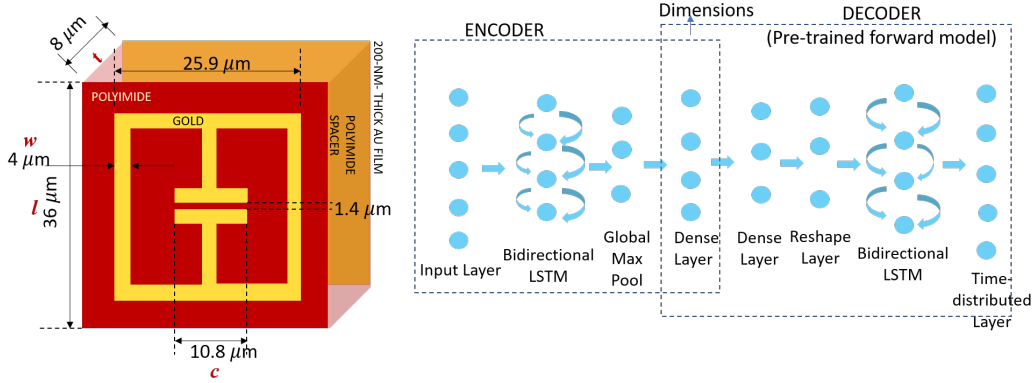 8 μm
t
25.9 μm
POLYIMIDE
GOLD
w
4 μm
l
36 μm
1.4 μm
10.8 μm
c
POLYIMIDE
SPACER
200-NM- THICK AU FILM
ENCODER
Dimensions
DECODER
(Pre-trained forward model)
Input Layer
Bidirectional
LSTM
Global
Max
Pool
Dense
Layer
Dense
Layer
Reshape
Layer
Bidirectional
LSTM
Time-
distributed
Layer